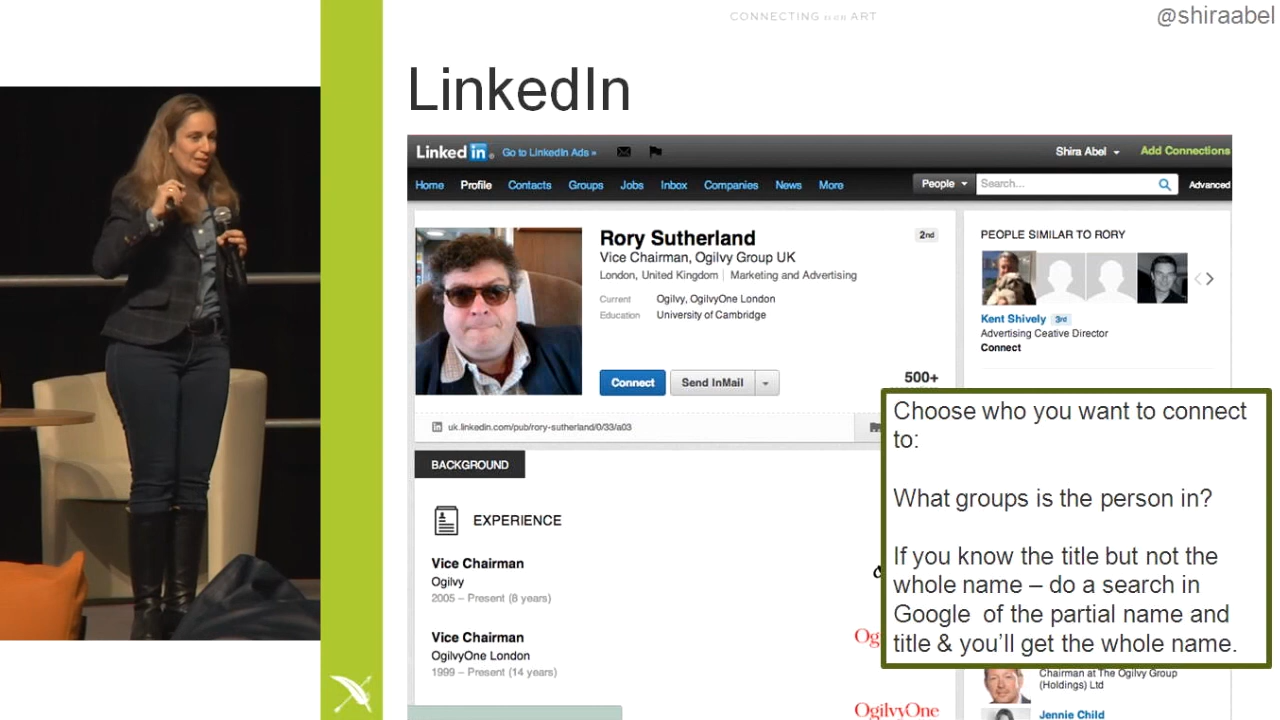 CONNECTING as an ART
@shiraabel
LinkedIn
Linked in® Go to LinkedIn Ads » Shira Abel Add Connections
Home Profile Contacts Groups Jobs Inbox Companies News More People Search... Advanced
Rory Sutherland 2nd
Vice Chairman, Ogilvy Group UK
London, United Kingdom | Marketing and Advertising
Current Ogilvy, OgilvyOne London
Education University of Cambridge
Connect Send InMail 500+
uk.linkedin.com/pub/rory-sutherland/0/33/a03
BACKGROUND
EXPERIENCE
Vice Chairman
Ogilvy
2005 – Present (8 years)
Vice Chairman
OgilvyOne London
1999 – Present (14 years)
OgilvyOne
PEOPLE SIMILAR TO RORY
Kent Shively 3rd
Advertising Ceative Director
Connect
Choose who you want to connect
to:
What groups is the person in?
If you know the title but not the
whole name – do a search in
Google of the partial name and
title & you'll get the whole name.
Chairman at The Ogilvy Group
(Holdings) Ltd
Jennie Child